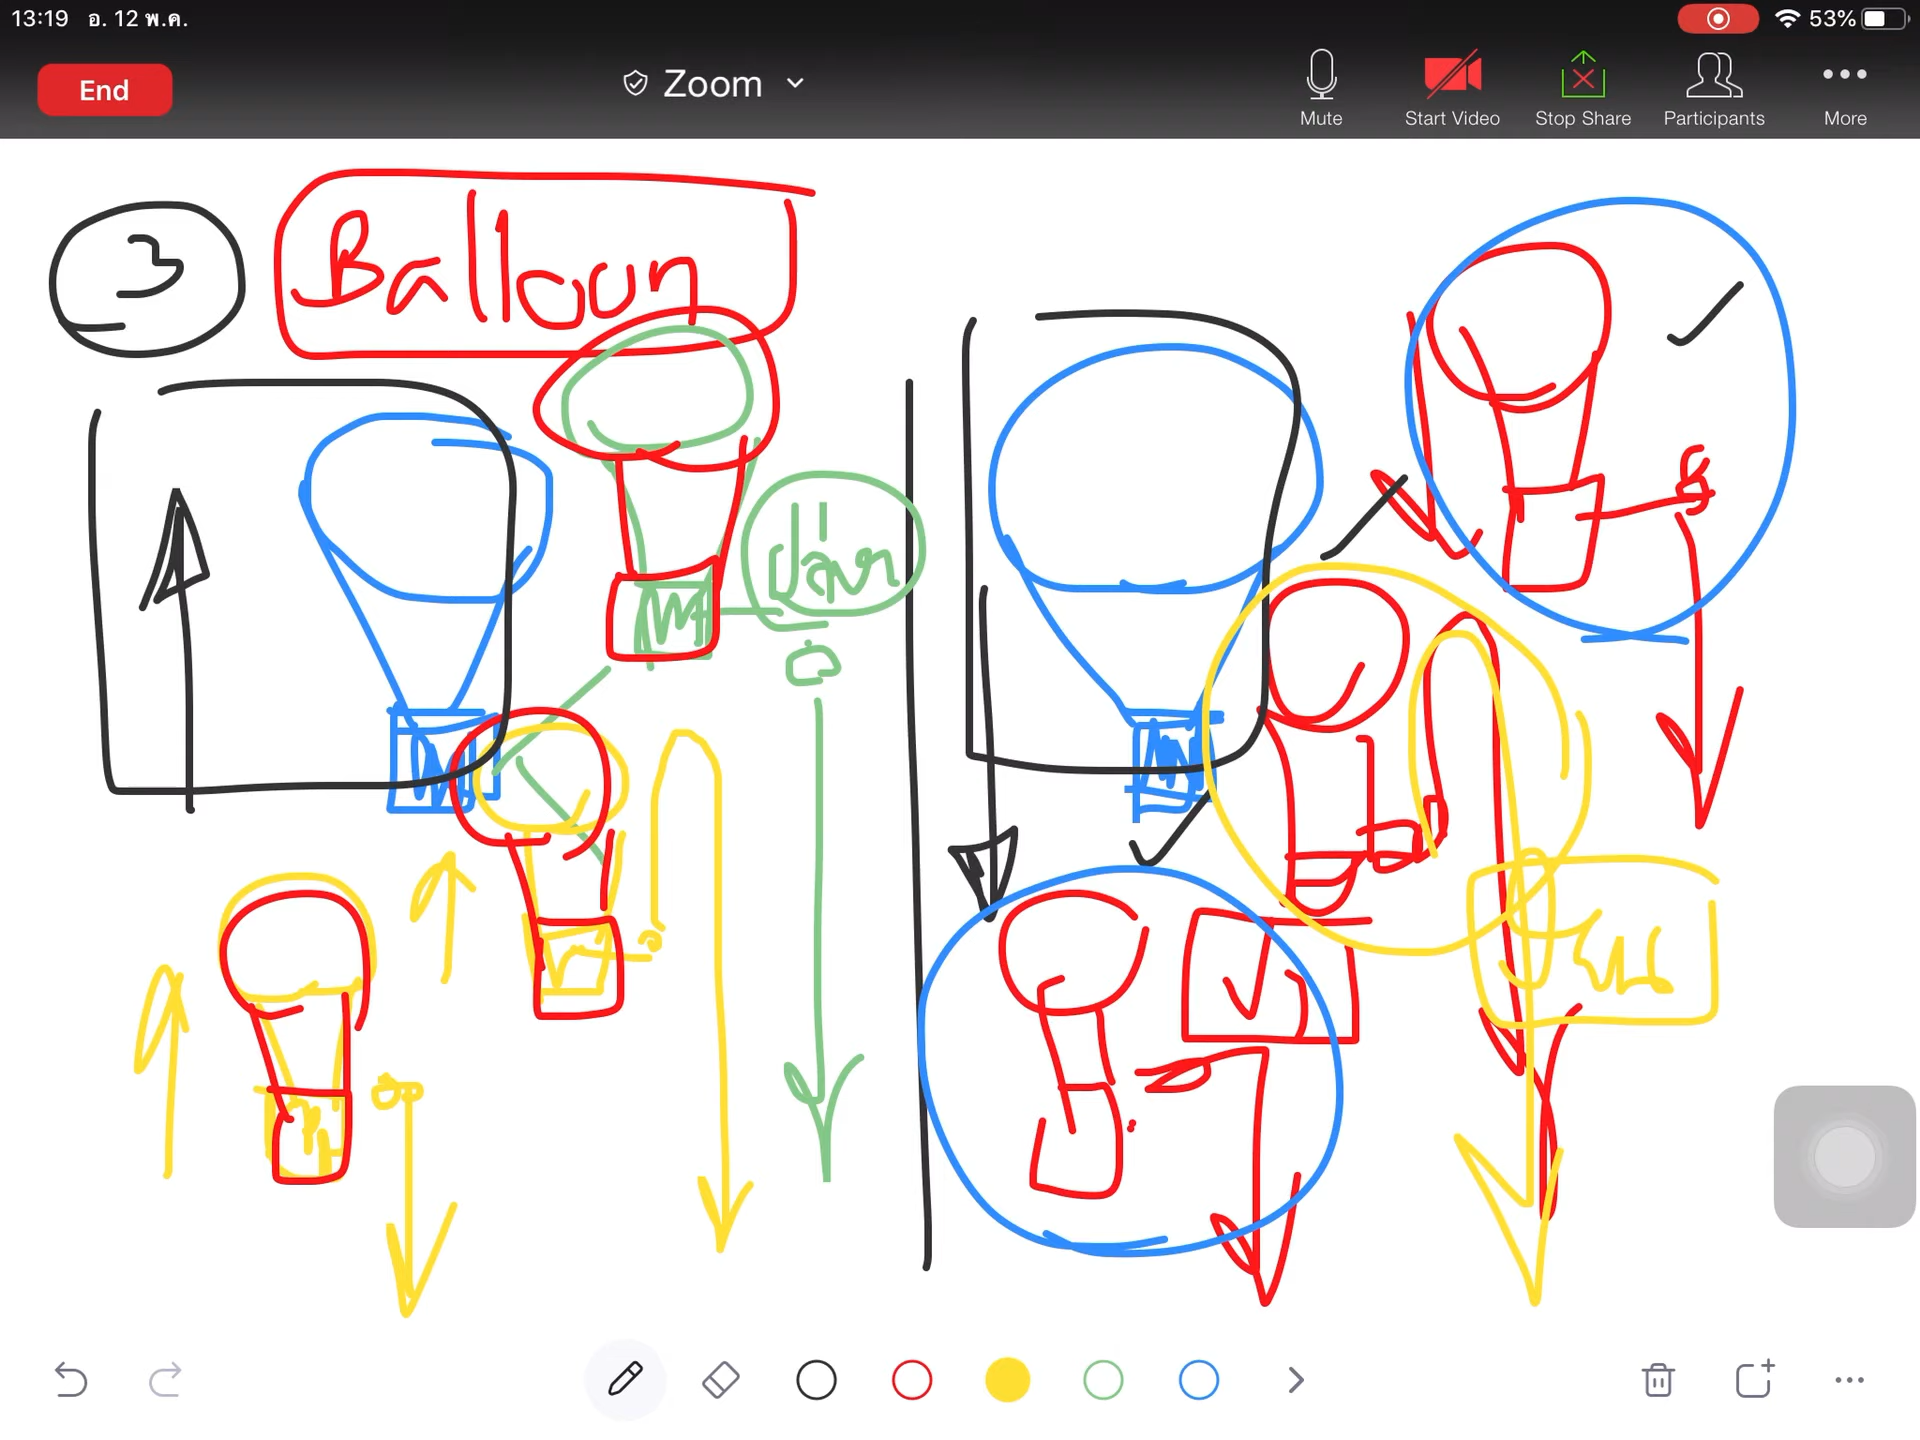 13:19 อ. 12 พ.ค.
53%
End
Zoom
Mute
Start Video
Stop Share
Participants
More
3
Balloon
ปล่อย